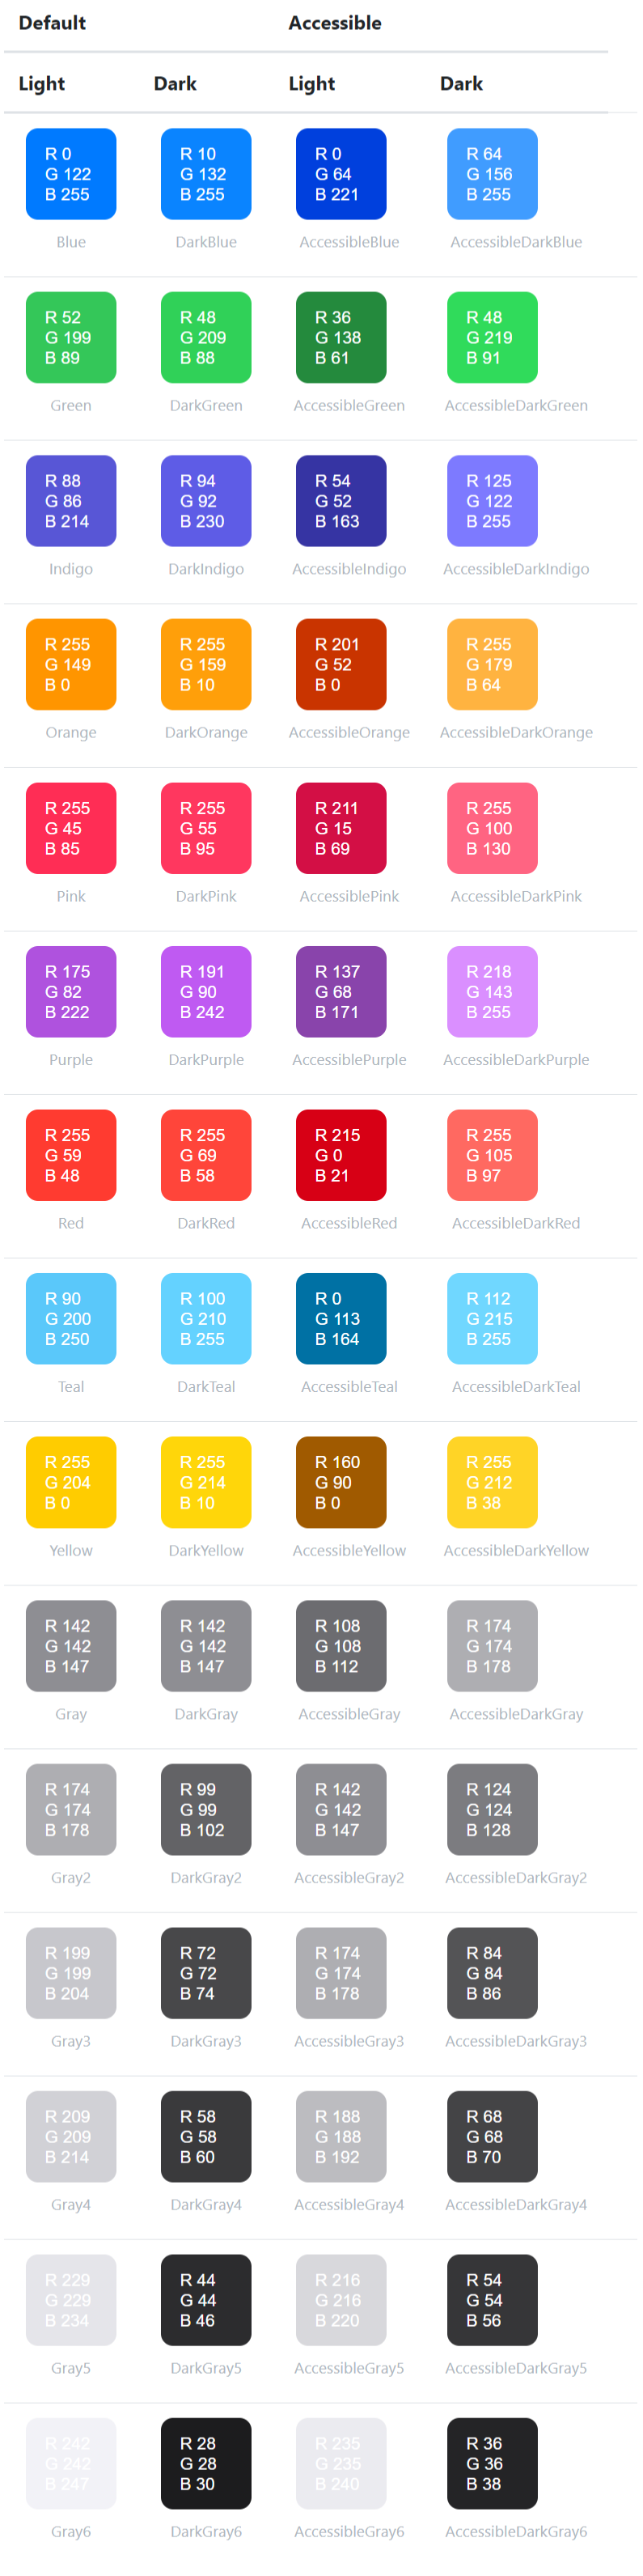 Default Accessible
Light Dark Light Dark
R 0
G 122
B 255
Blue
R 10
G 132
B 255
DarkBlue
R 0
G 64
B 221
AccessibleBlue
R 64
G 156
B 255
AccessibleDarkBlue
R 52
G 199
B 89
Green
R 48
G 209
B 88
DarkGreen
R 36
G 138
B 61
AccessibleGreen
R 48
G 219
B 91
AccessibleDarkGreen
R 88
G 86
B 214
Indigo
R 94
G 92
B 230
DarkIndigo
R 54
G 52
B 163
AccessibleIndigo
R 125
G 122
B 255
AccessibleDarkIndigo
R 255
G 149
B 0
Orange
R 255
G 159
B 10
DarkOrange
R 201
G 52
B 0
AccessibleOrange
R 255
G 179
B 64
AccessibleDarkOrange
R 255
G 45
B 85
Pink
R 255
G 55
B 95
DarkPink
R 211
G 15
B 69
AccessiblePink
R 255
G 100
B 130
AccessibleDarkPink
R 175
G 82
B 222
Purple
R 191
G 90
B 242
DarkPurple
R 137
G 68
B 171
AccessiblePurple
R 218
G 143
B 255
AccessibleDarkPurple
R 255
G 59
B 48
Red
R 255
G 69
B 58
DarkRed
R 215
G 0
B 21
AccessibleRed
R 255
G 105
B 97
AccessibleDarkRed
R 90
G 200
B 250
Teal
R 100
G 210
B 255
DarkTeal
R 0
G 113
B 164
AccessibleTeal
R 112
G 215
B 255
AccessibleDarkTeal
R 255
G 204
B 0
Yellow
R 255
G 214
B 10
DarkYellow
R 160
G 90
B 0
AccessibleYellow
R 255
G 212
B 38
AccessibleDarkYellow
R 142
G 142
B 147
Gray
R 142
G 142
B 147
DarkGray
R 108
G 108
B 112
AccessibleGray
R 174
G 174
B 178
AccessibleDarkGray
R 174
G 174
B 178
Gray2
R 99
G 99
B 102
DarkGray2
R 142
G 142
B 147
AccessibleGray2
R 124
G 124
B 128
AccessibleDarkGray2
R 199
G 199
B 204
Gray3
R 72
G 72
B 74
DarkGray3
R 174
G 174
B 178
AccessibleGray3
R 84
G 84
B 86
AccessibleDarkGray3
R 209
G 209
B 214
Gray4
R 58
G 58
B 60
DarkGray4
R 188
G 188
B 192
AccessibleGray4
R 68
G 68
B 70
AccessibleDarkGray4
R 229
G 229
B 234
Gray5
R 44
G 44
B 46
DarkGray5
R 216
G 216
B 220
AccessibleGray5
R 54
G 54
B 56
AccessibleDarkGray5
R 242
G 242
B 247
Gray6
R 28
G 28
B 30
DarkGray6
R 235
G 235
B 240
AccessibleGray6
R 36
G 36
B 38
AccessibleDarkGray6